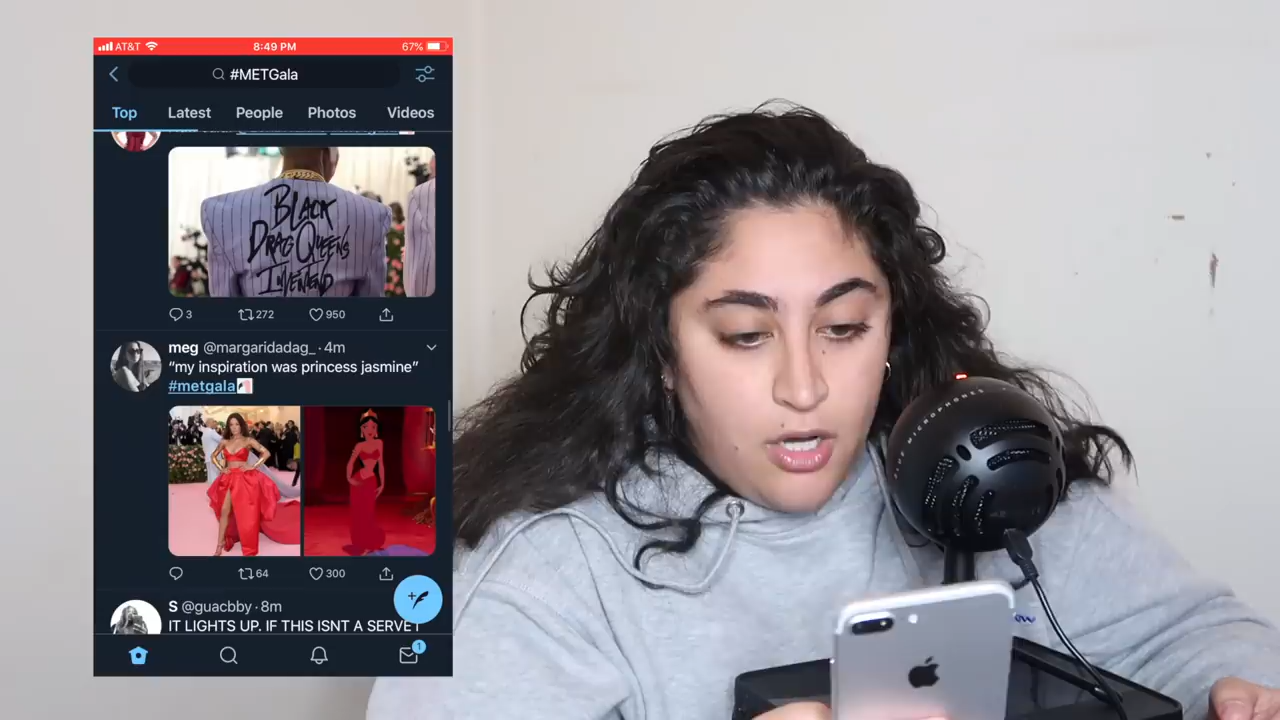 AT&T
8:49 PM
67%
#METGala
Top Latest People Photos Videos
BLACK
DRAG QUEENS
INVENTEND
3 272 950
meg @margaridadag_ · 4m
“my inspiration was princess jasmine”
#metgala
64 300
S @guacbby · 8m
IT LIGHTS UP. IF THIS ISNT A SERVE
1
MICROPHONES